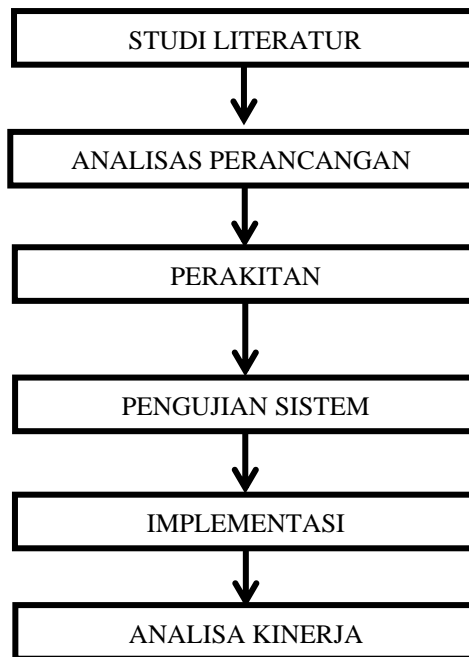 STUDI LITERATUR
ANALISAS PERANCANGAN
PERAKITAN
PENGUJIAN SISTEM
IMPLEMENTASI
ANALISA KINERJA